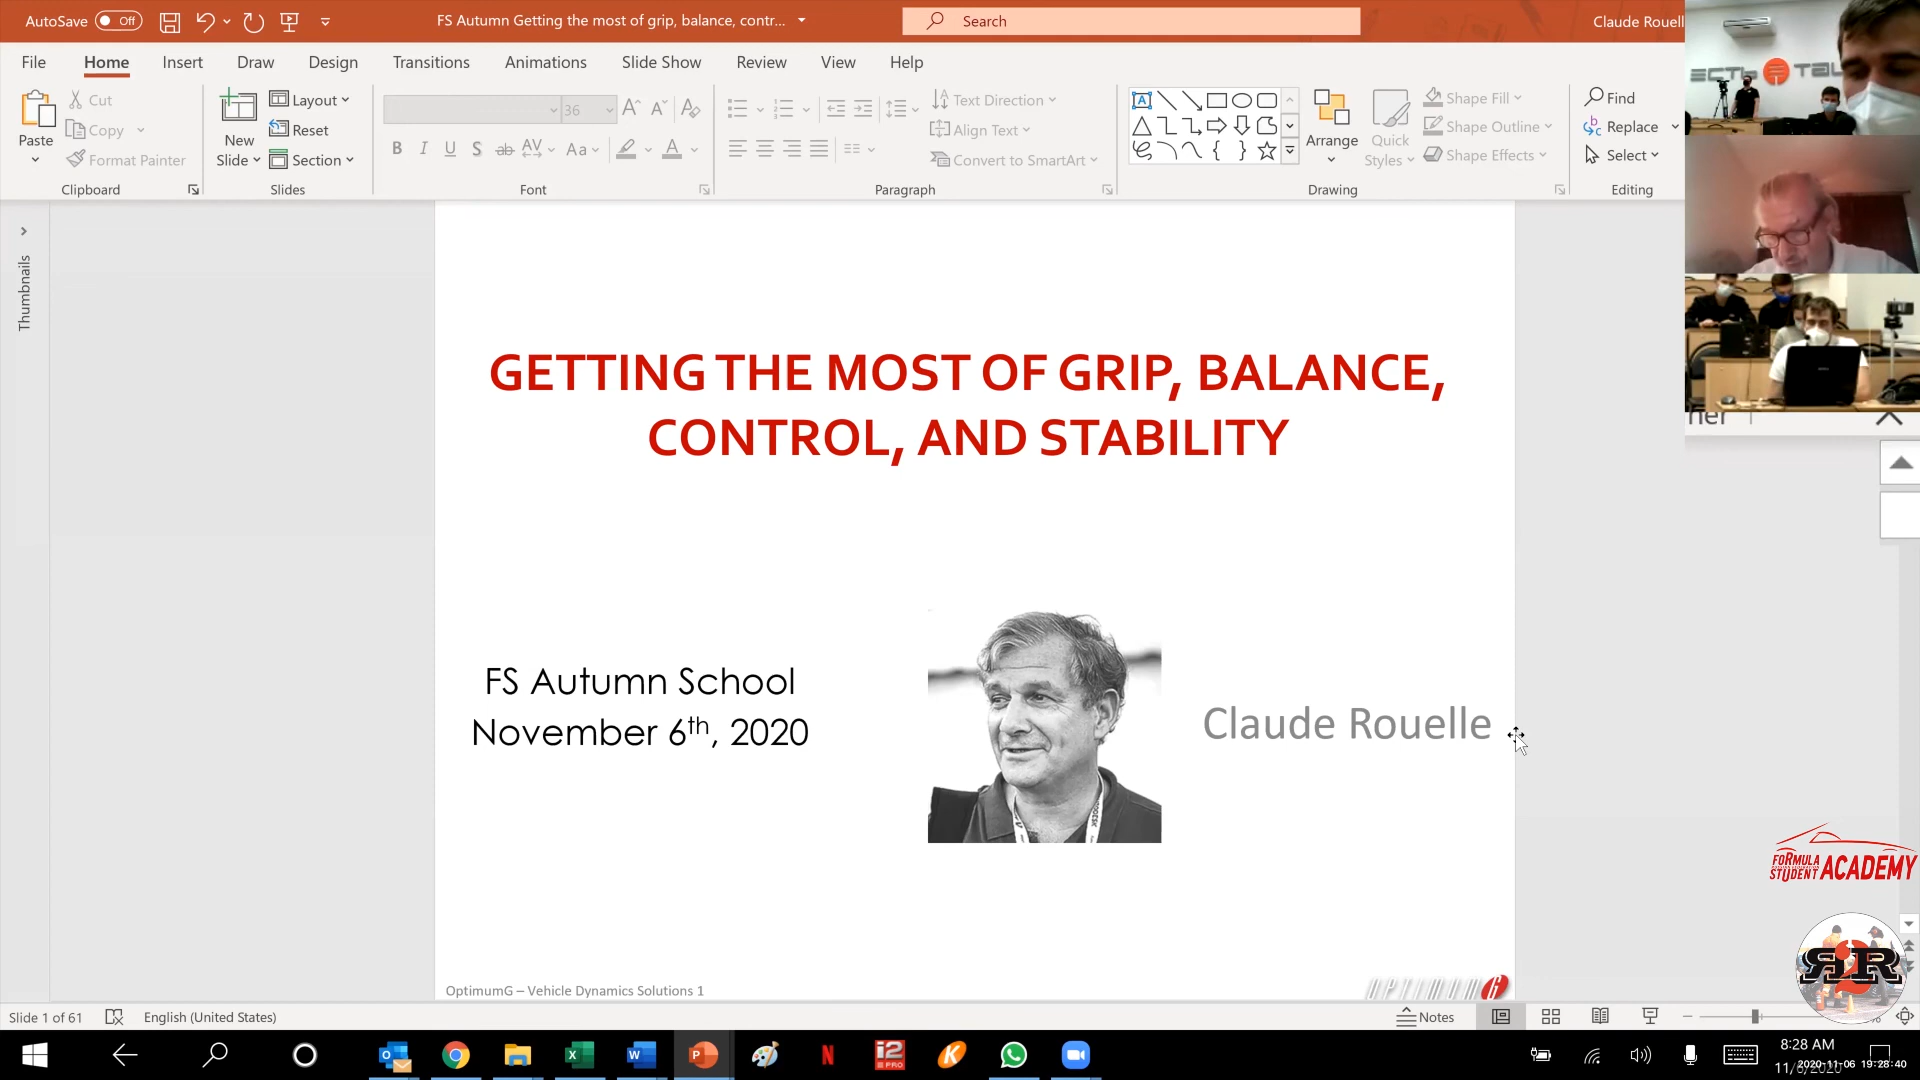 AutoSave Off
FS Autumn Getting the most of grip, balance, contr...
Search
Claude Rouell
File Home Insert Draw Design Transitions Animations Slide Show Review View Help
Paste
Cut
Copy
Format Painter
Clipboard
New
Slide
Layout
Reset
Section
Slides
36
B I U S ab AV Aa A
Font
Text Direction
Align Text
Convert to SmartArt
Paragraph
Arrange
Quick
Styles
Shape Fill
Shape Outline
Shape Effects
Drawing
Find
Replace
Select
Editing
Thumbnails
GETTING THE MOST OF GRIP, BALANCE,
CONTROL, AND STABILITY
FS Autumn School
November 6th, 2020
Claude Rouelle
OptimumG – Vehicle Dynamics Solutions 1
OPTIMUM G
FORMULA
STUDENT ACADEMY
Slide 1 of 61
English (United States)
Notes
8:28 AM
2020-11-06 19:28:40